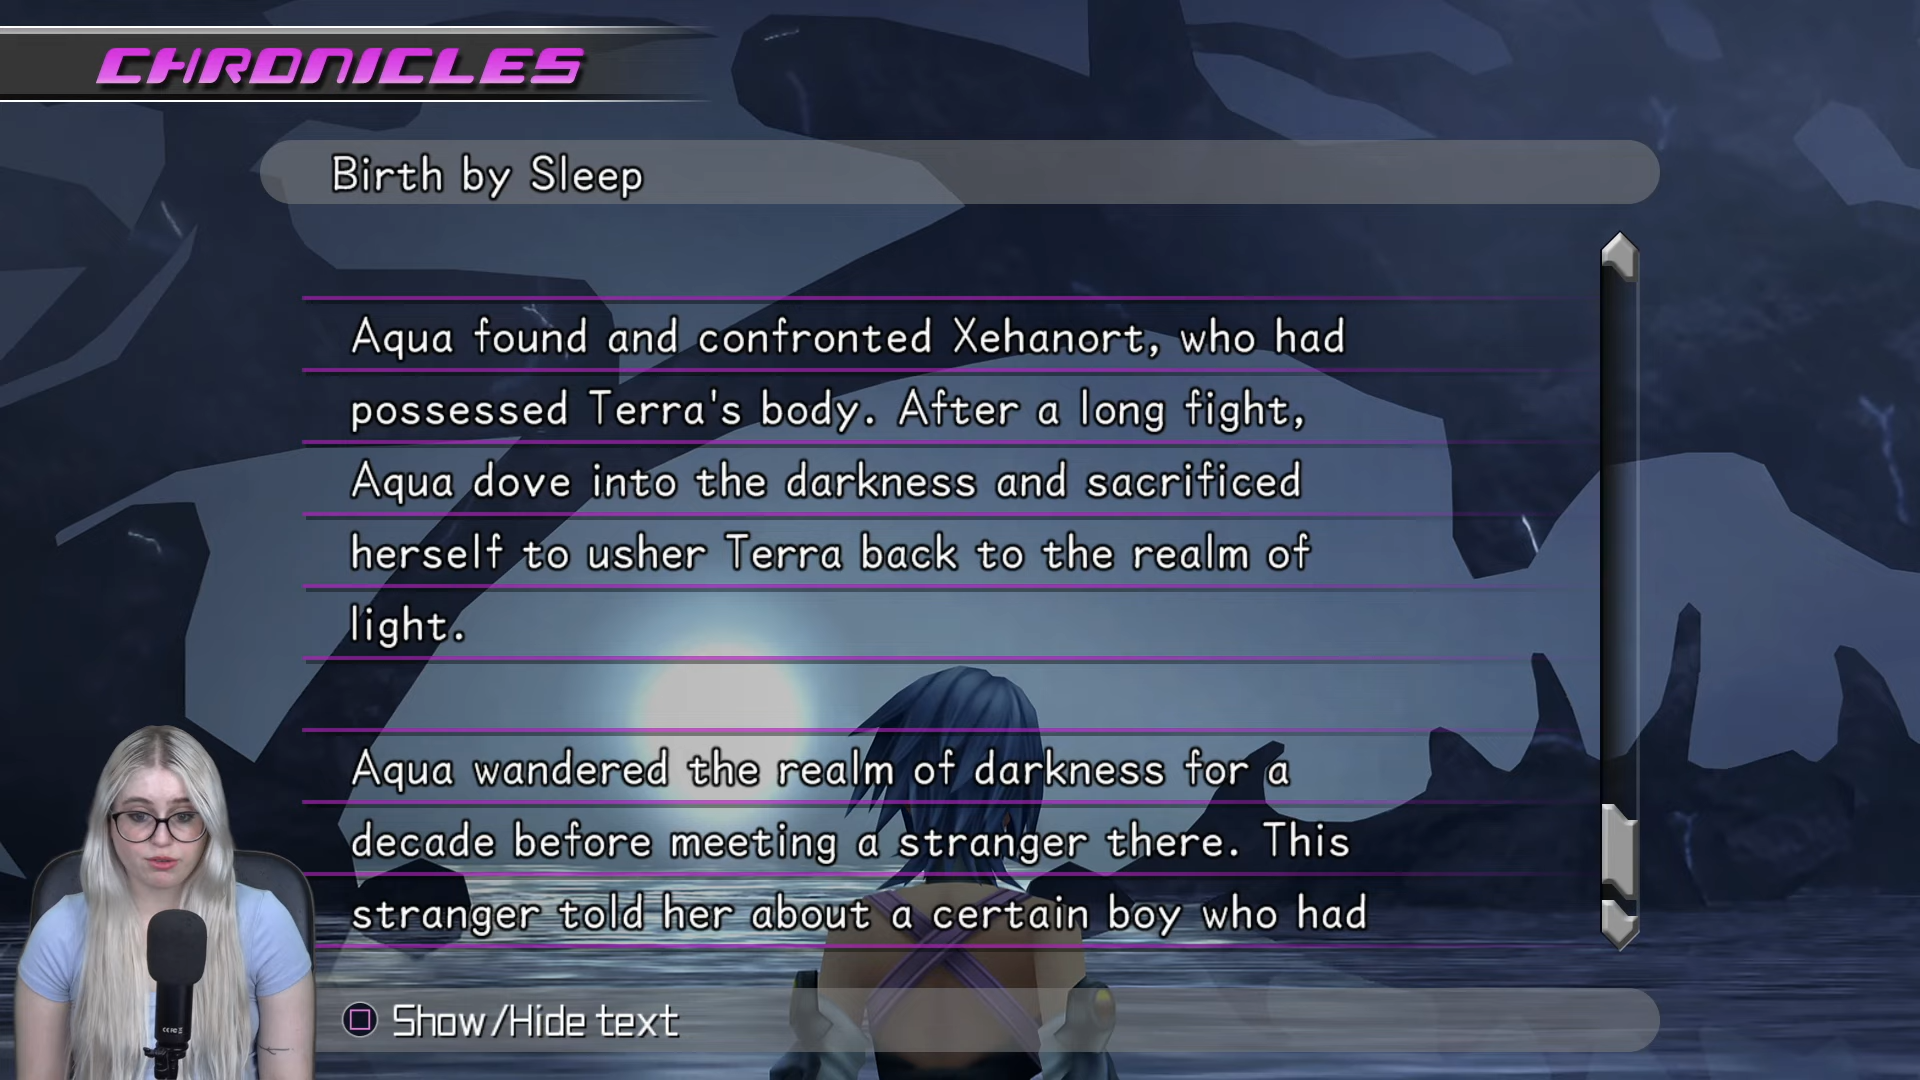 CHRONICLES
Birth by Sleep
Aqua found and confronted Xehanort, who had
possessed Terra's body. After a long fight,
Aqua dove into the darkness and sacrificed
herself to usher Terra back to the realm of
light.
Aqua wandered the realm of darkness for a
decade before meeting a stranger there. This
stranger told her about a certain boy who had
Show/Hide text